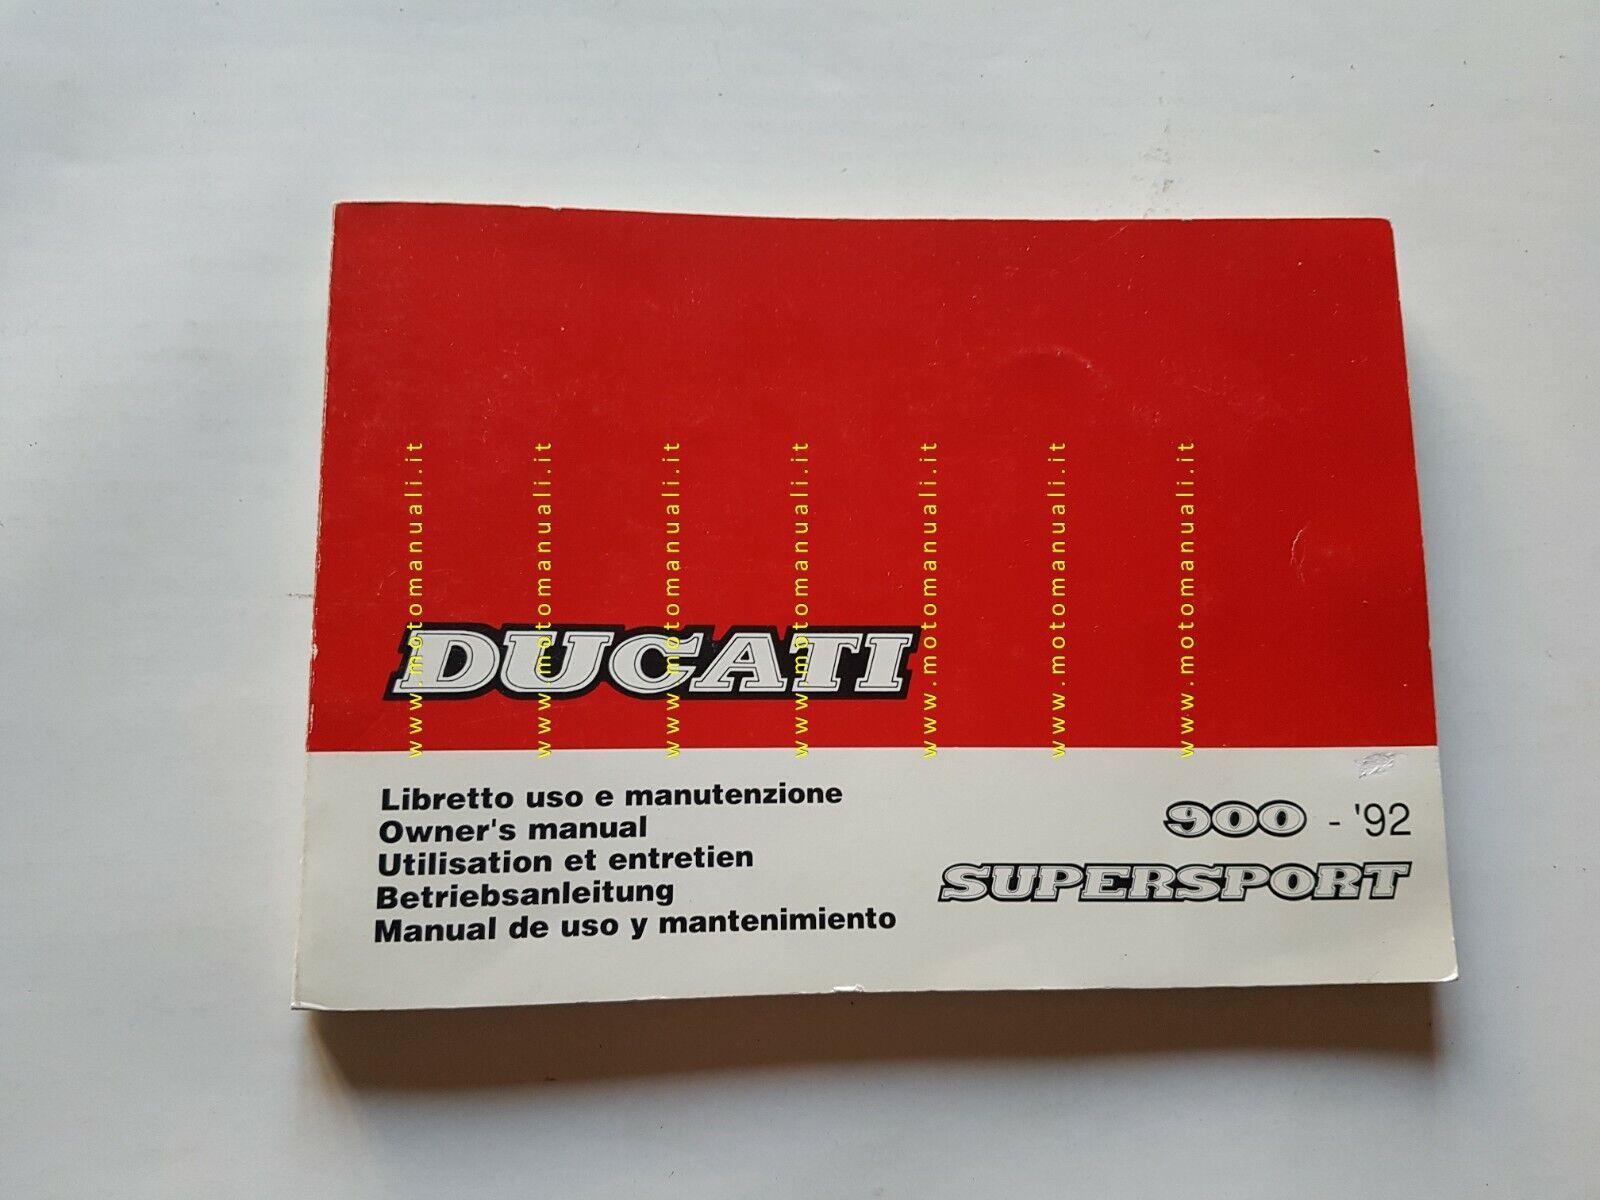 www.motomanuali.it
www.motomanuali.it
www.motomanuali.it
www.motomanuali.it
www.motomanuali.it
www.motomanuali.it
www.motomanuali.it
DUCATI
Libretto uso e manutenzione
Owner's manual
Utilisation et entretien
Betriebsanleitung
Manual de uso y mantenimiento
900 - '92
SUPERSPORT